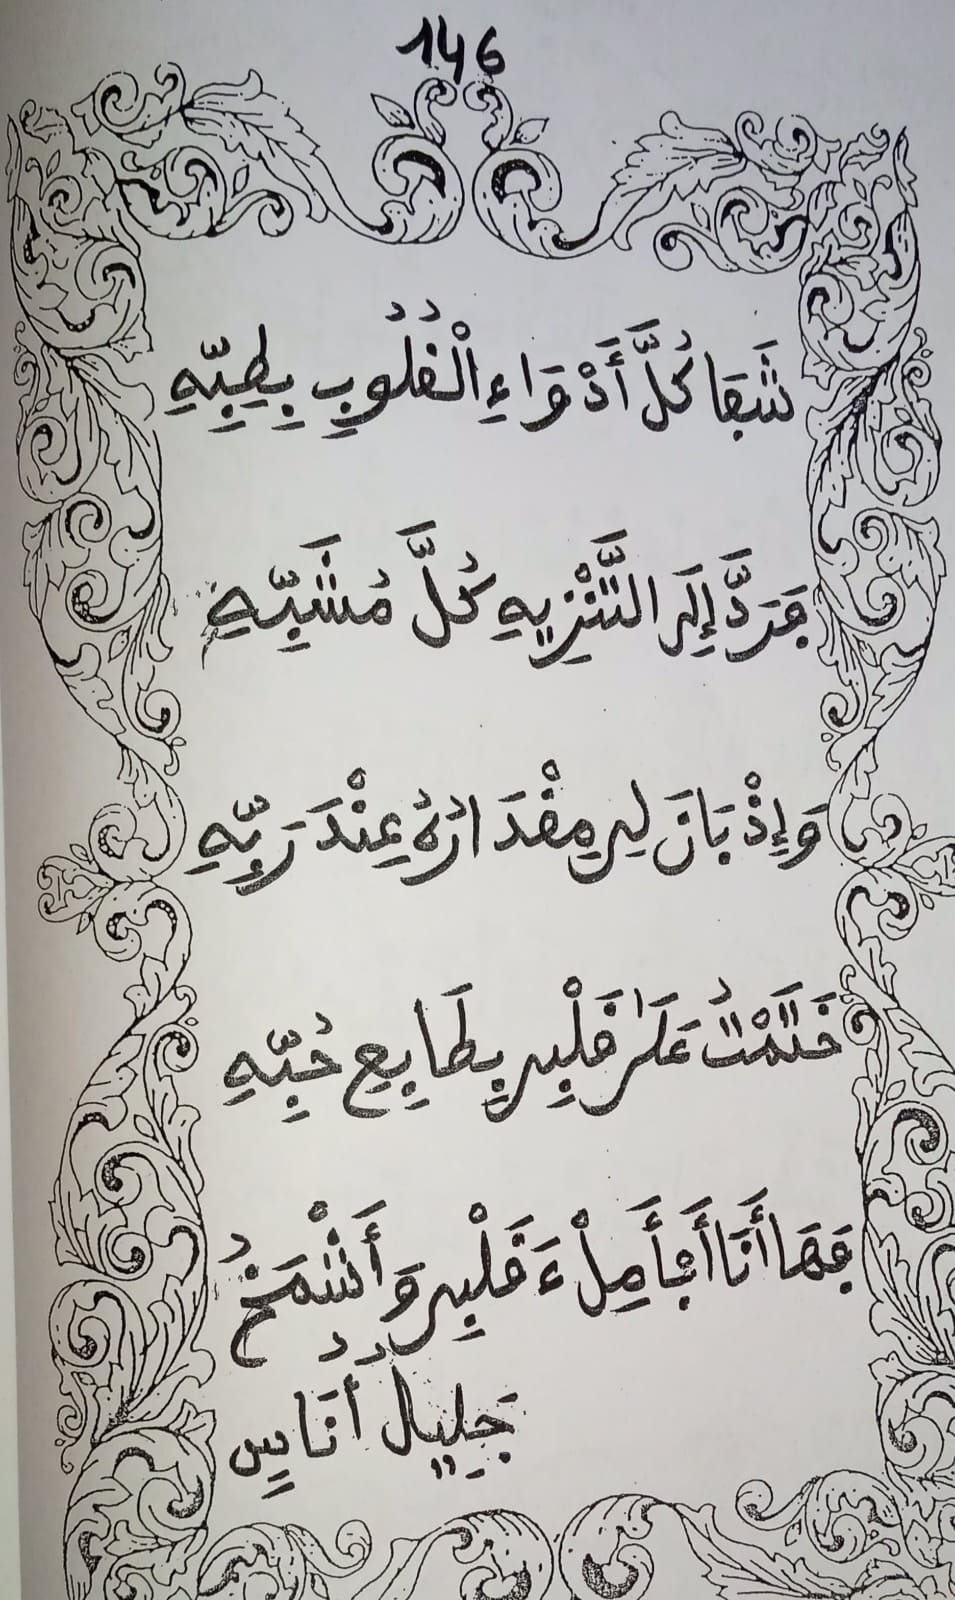 146
شَفَا كُلَّ أَدْوَاءِ الْقُلُوبِ بِطِبِّهِ
فَرَدَّ إِلَى التَّنْزِيهِ كُلَّ مُشَبِّهِ
وَإِذْ بَانَ لِي مِقْدَارُهُ عِنْدَ رَبِّهِ
خَتَمْتُ عَلَى قَلْبِي بِطَابِعِ حُبِّهِ
فَهَا أَنَا أَمْلَأَ قَلْبِي وَأَشْمَخُ
جَلِيلُ أُنَاسٍ